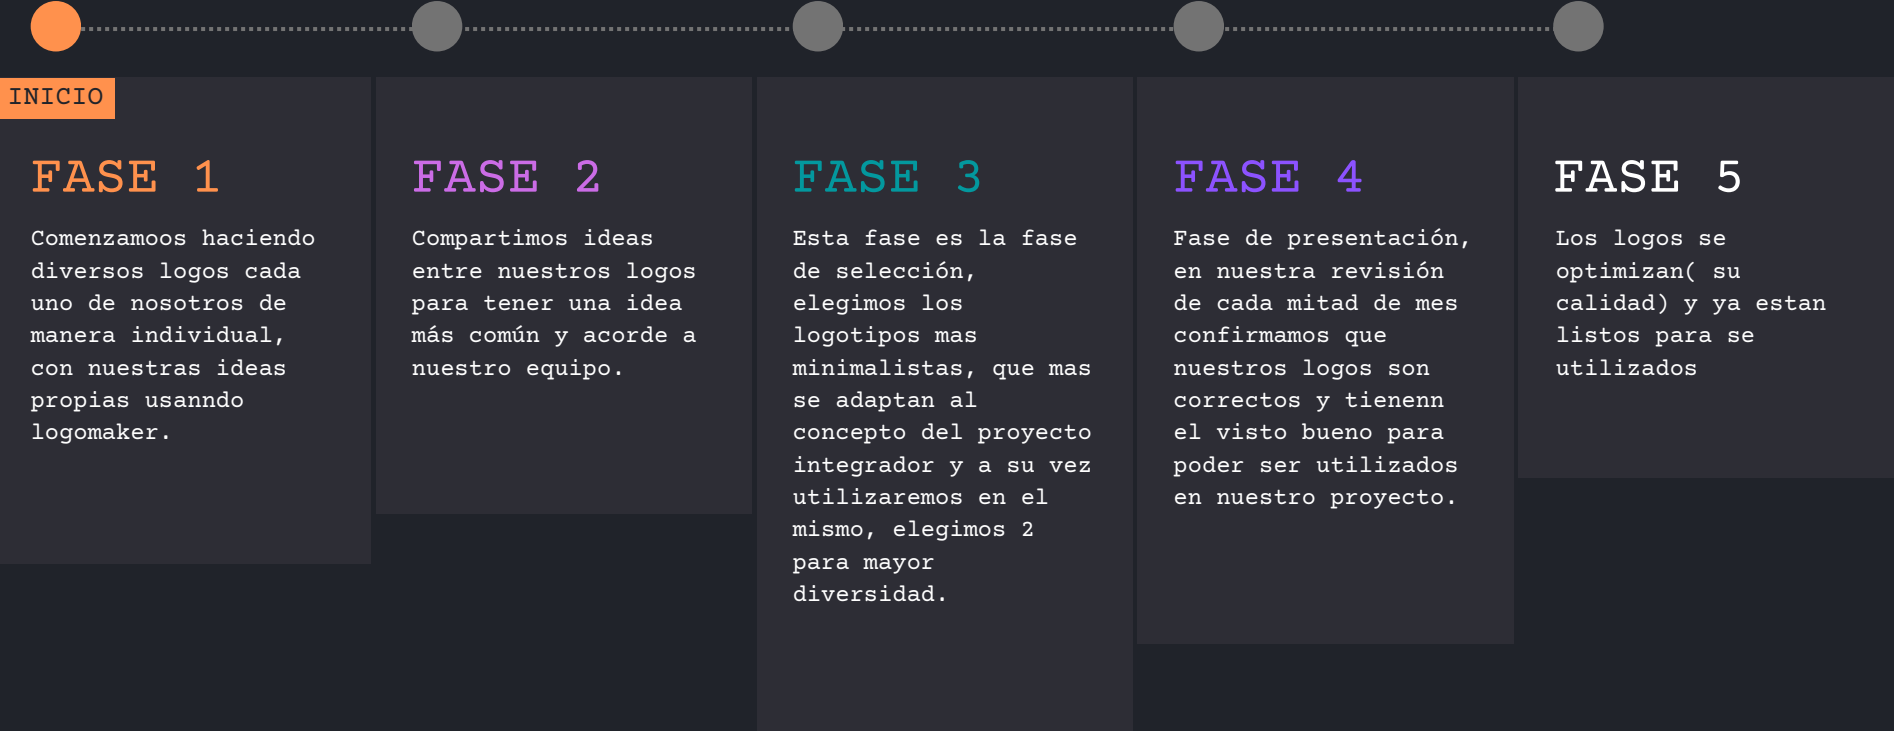 INICIO
FASE 1
Comenzamoos haciendo
diversos logos cada
uno de nosotros de
manera individual,
con nuestras ideas
propias usanndo
logomaker.
FASE 2
Compartimos ideas
entre nuestros logos
para tener una idea
más común y acorde a
nuestro equipo.
FASE 3
Esta fase es la fase
de selección,
elegimos los
logotipos mas
minimalistas, que mas
se adaptan al
concepto del proyecto
integrador y a su vez
utilizaremos en el
mismo, elegimos 2
para mayor
diversidad.
FASE 4
Fase de presentación,
en nuestra revisión
de cada mitad de mes
confirmamos que
nuestros logos son
correctos y tienenn
el visto bueno para
poder ser utilizados
en nuestro proyecto.
FASE 5
Los logos se
optimizan( su
calidad) y ya estan
listos para se
utilizados